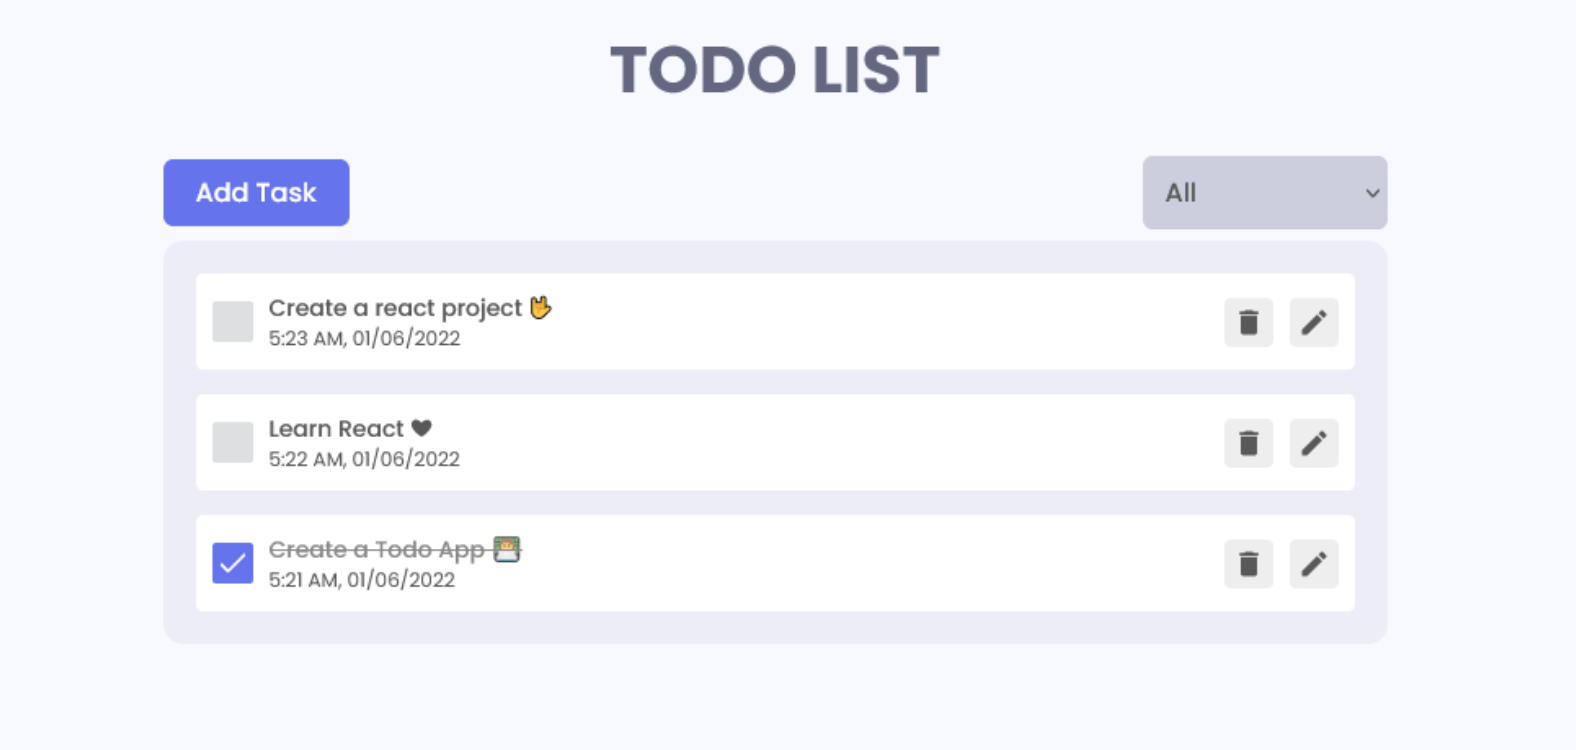 TODO LIST
Add Task
All
Create a react project 🤟
5:23 AM, 01/06/2022
Learn React ♥
5:22 AM, 01/06/2022
Create a Todo App 👨‍🏫
5:21 AM, 01/06/2022